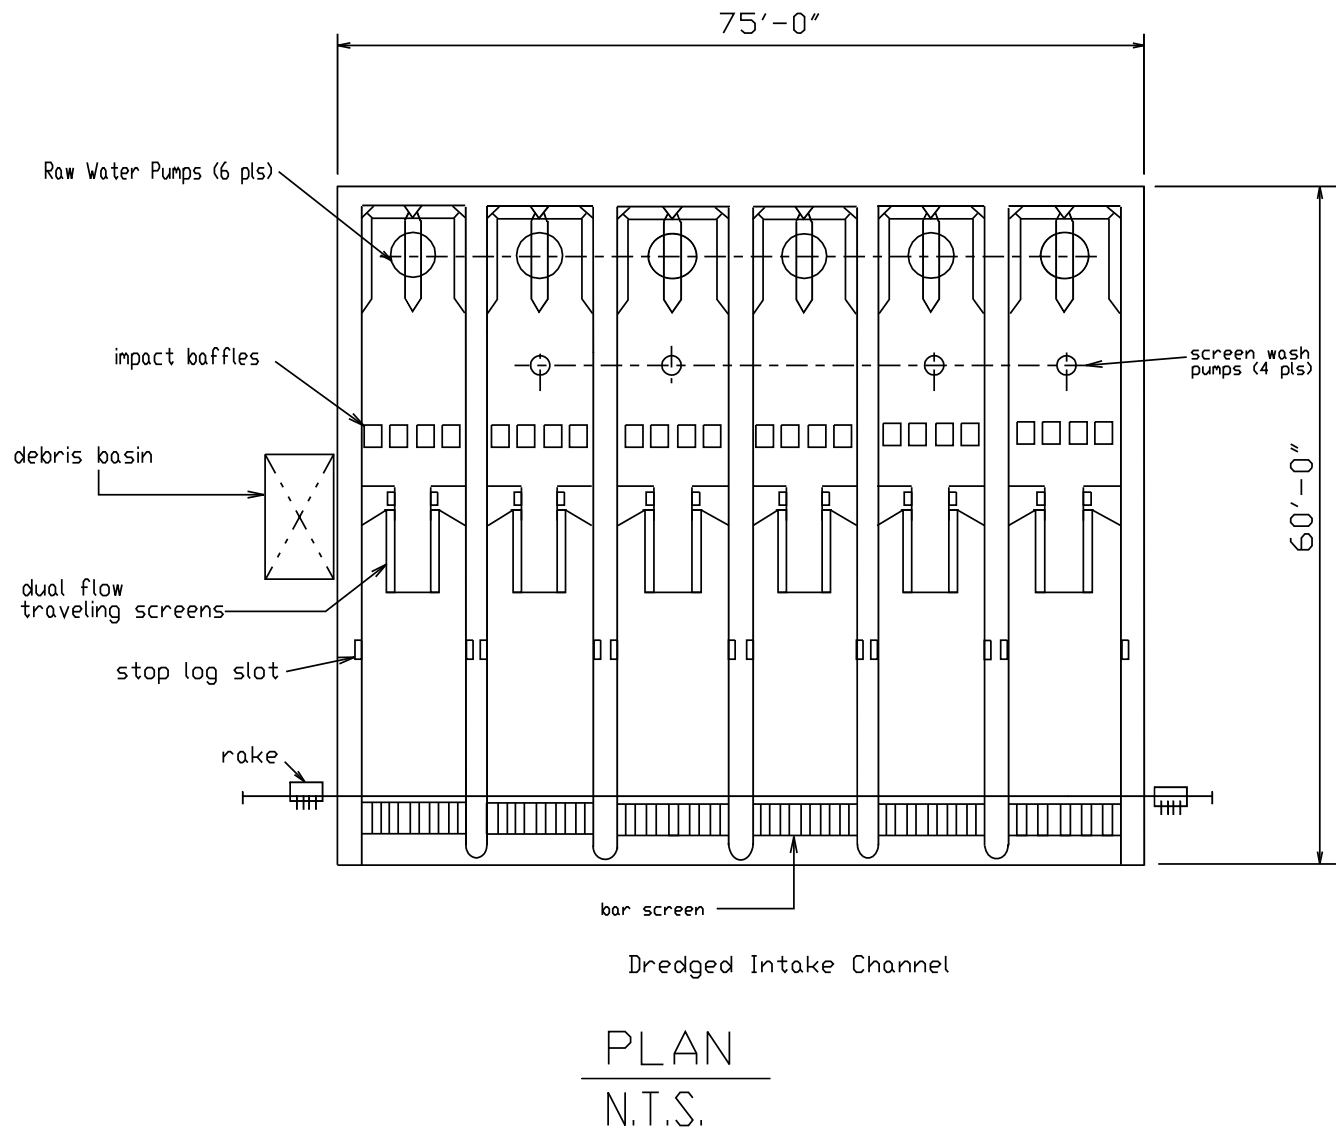 75'-0"
Raw Water Pumps (6 pls)
impact baffles
screen wash
pumps (4 pls)
debris basin
60'-0"
dual flow
traveling screens
stop log slot
rake
bar screen
Dredged Intake Channel
PLAN
N.T.S.